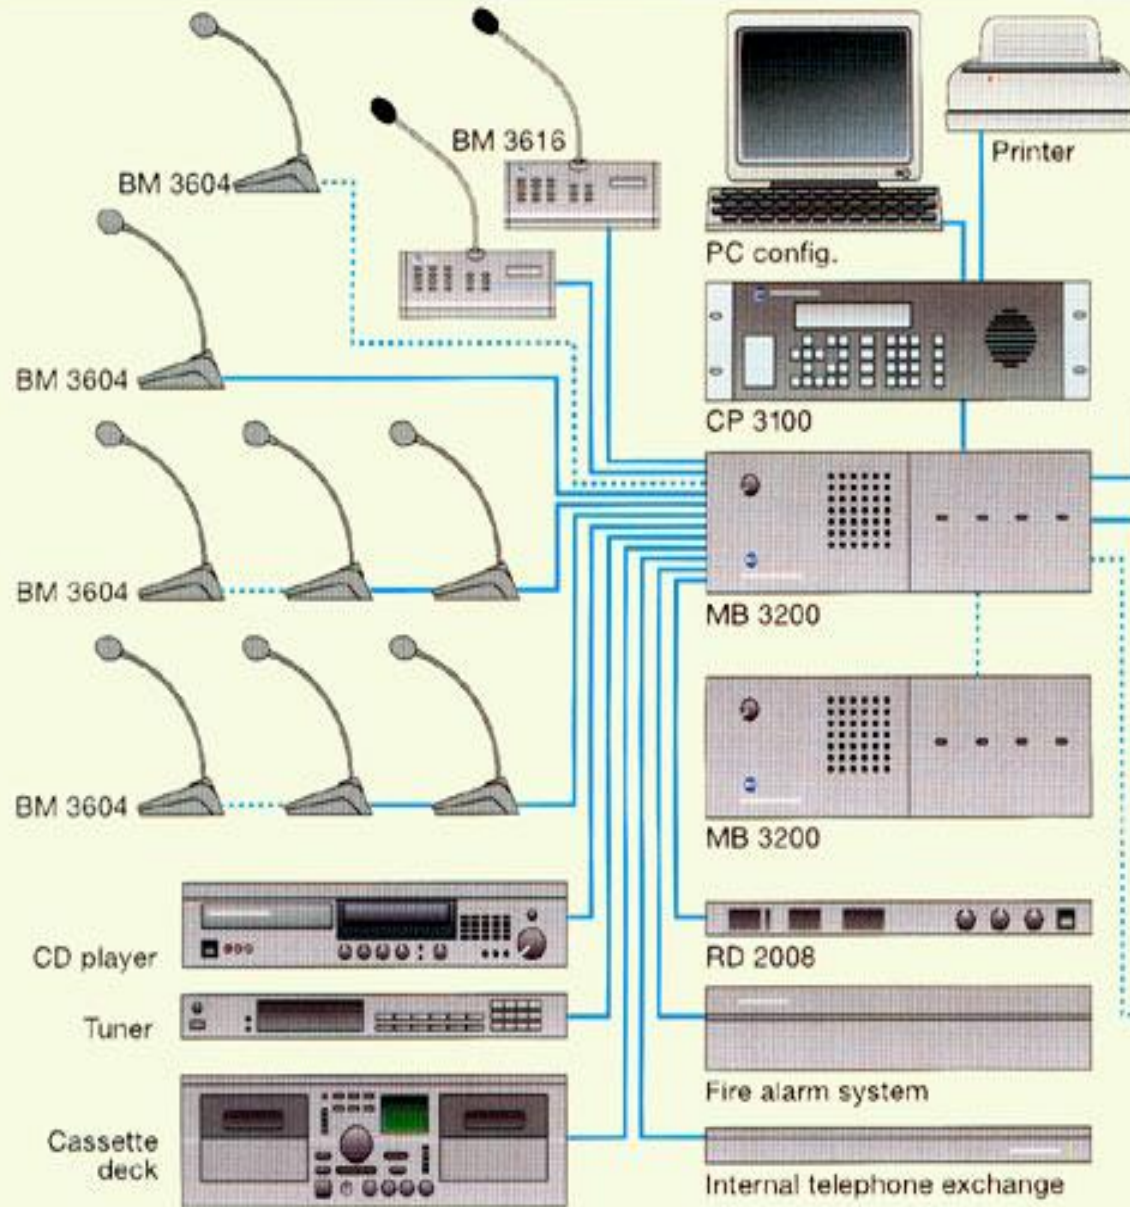 BM 3616
Printer
BM 3604
PC config.
BM 3604
CP 3100
BM 3604
MB 3200
BM 3604
MB 3200
CD player
RD 2008
Tuner
Fire alarm system
Cassette
deck
Internal telephone exchange